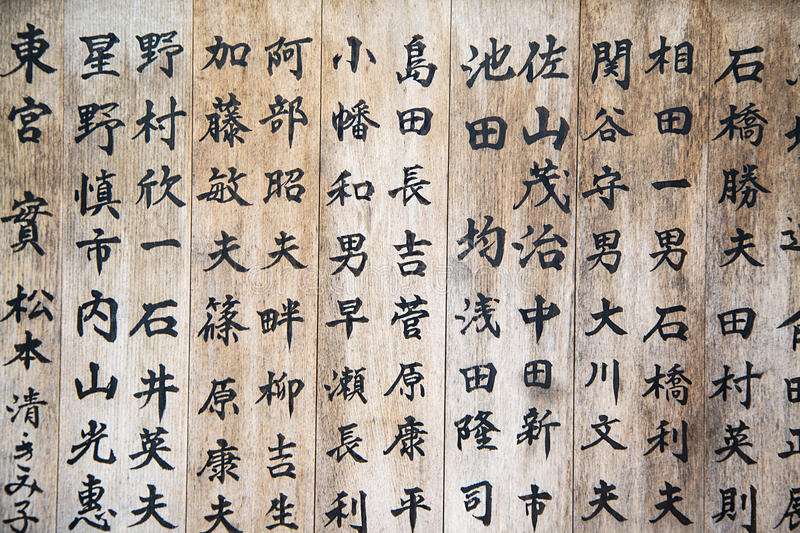 石橋勝夫田村英則
相田一男石橋利夫
関谷守男大川文夫
佐山茂治中田新市
池田 均浅田隆司
島田長吉菅原康平
小幡和男早瀬長利
阿部昭夫畔柳吉生
加藤敏夫篠原康夫
野村欣一石井英夫
星野慎市内山光惠
東宮 實松本清きみ子